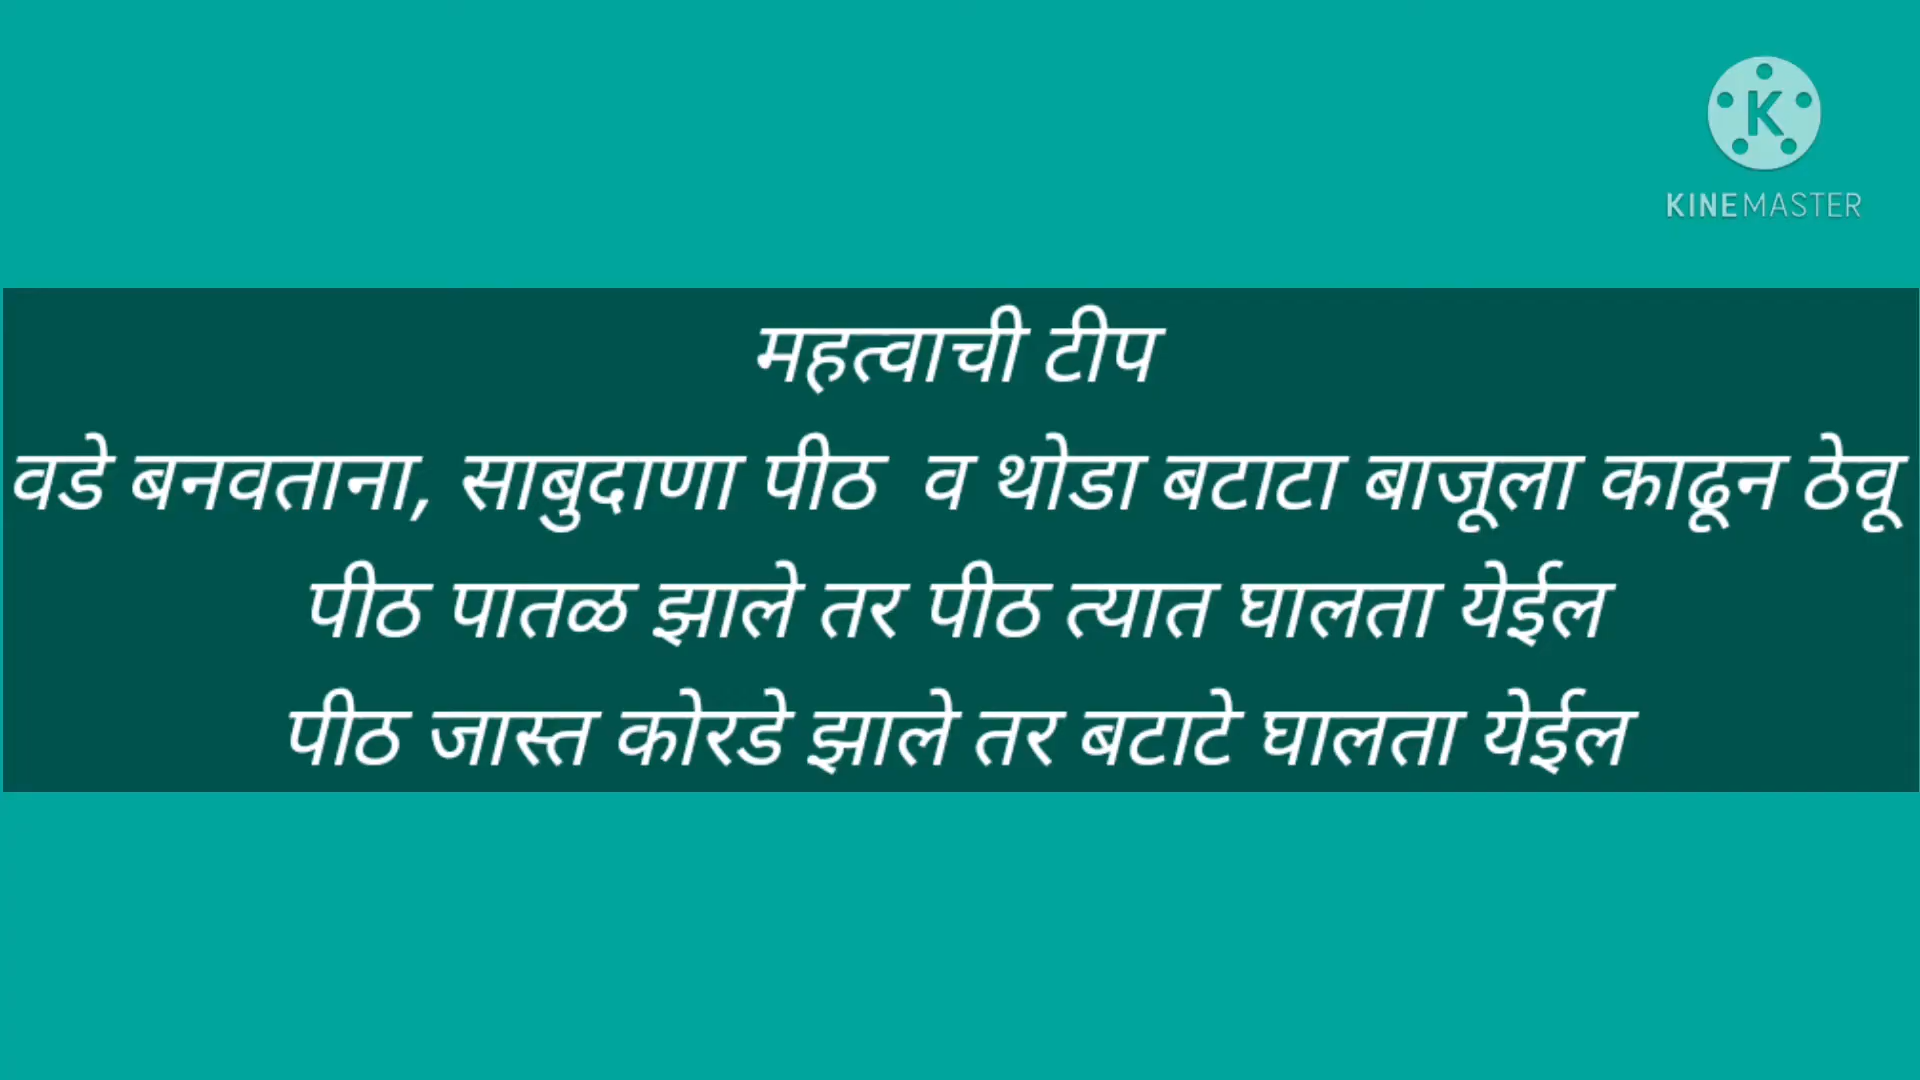 K
KINEMASTER
महत्वाची टीप
वडे बनवताना, साबुदाणा पीठ व थोडा बटाटा बाजूला काढून ठेवू
पीठ पातळ झाले तर पीठ त्यात घालता येईल
पीठ जास्त कोरडे झाले तर बटाटे घालता येईल